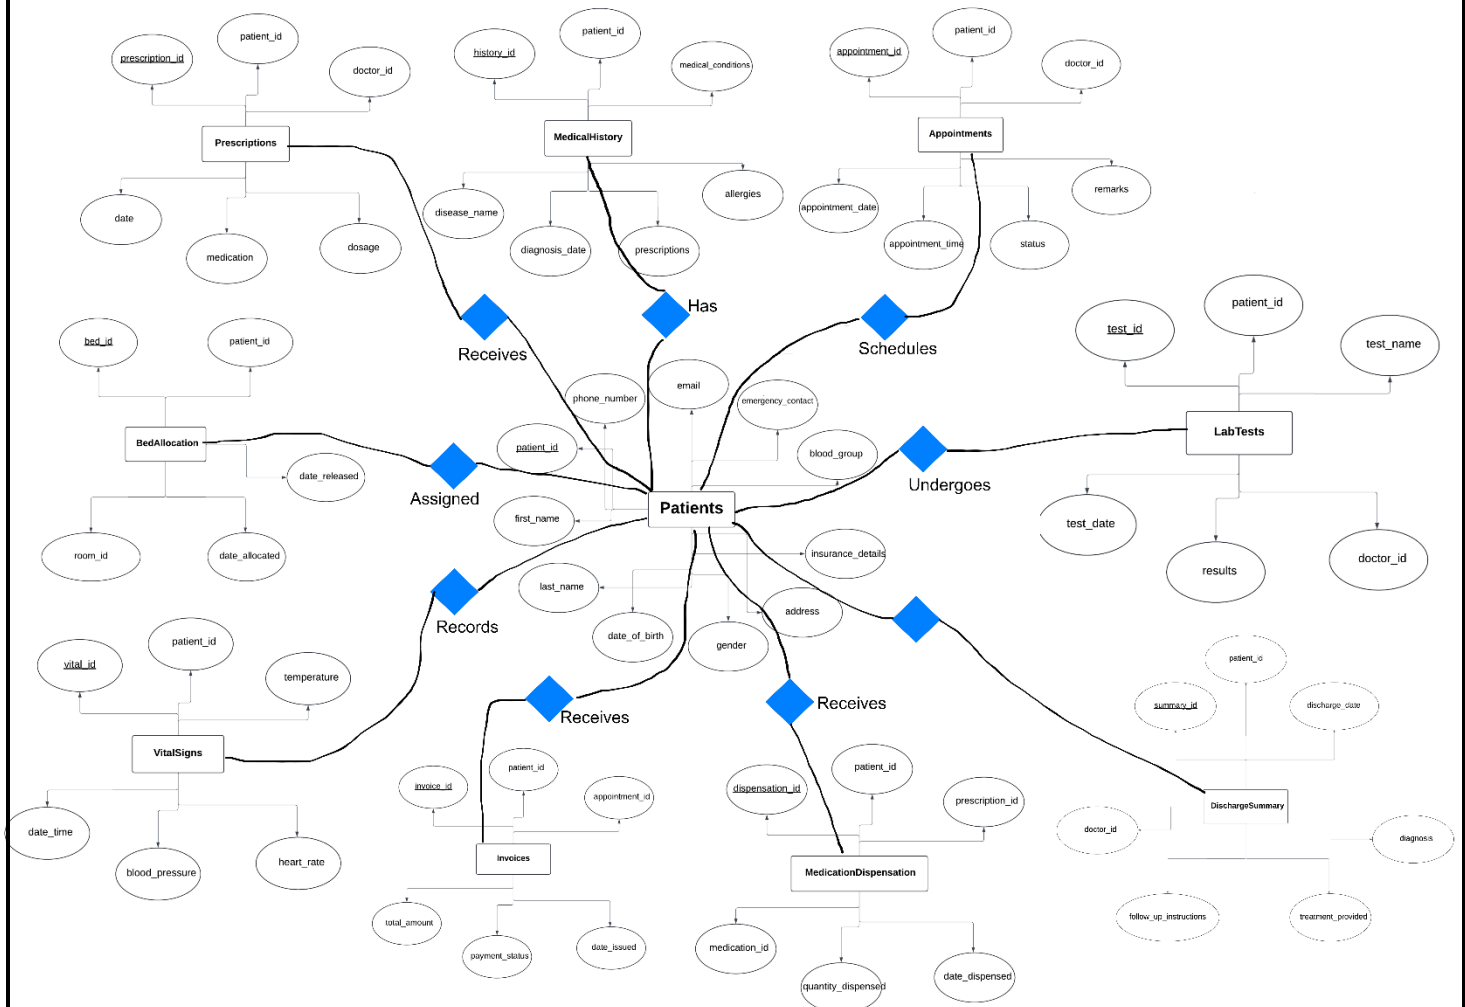 prescription_id
patient_id
doctor_id
Prescriptions
date
medication
dosage
history_id
patient_id
medical_conditions
MedicalHistory
disease_name
diagnosis_date
prescriptions
allergies
appointment_id
patient_id
doctor_id
Appointments
appointment_date
appointment_time
status
remarks
Receives
Has
Schedules
bed_id
patient_id
BedAllocation
date_released
room_id
date_allocated
Assigned
test_id
patient_id
test_name
LabTests
test_date
results
doctor_id
Undergoes
phone_number
email
emergency_contact
patient_id
blood_group
Patients
first_name
insurance_details
last_name
date_of_birth
gender
address
Records
vital_id
patient_id
temperature
VitalSigns
date_time
blood_pressure
heart_rate
Receives
invoice_id
patient_id
appointment_id
Invoices
total_amount
payment_status
date_issued
Receives
dispensation_id
patient_id
prescription_id
MedicationDispensation
medication_id
quantity_dispensed
date_dispensed
patient_id
summary_id
discharge_date
DischargeSummary
doctor_id
diagnosis
follow_up_instructions
treatment_provided